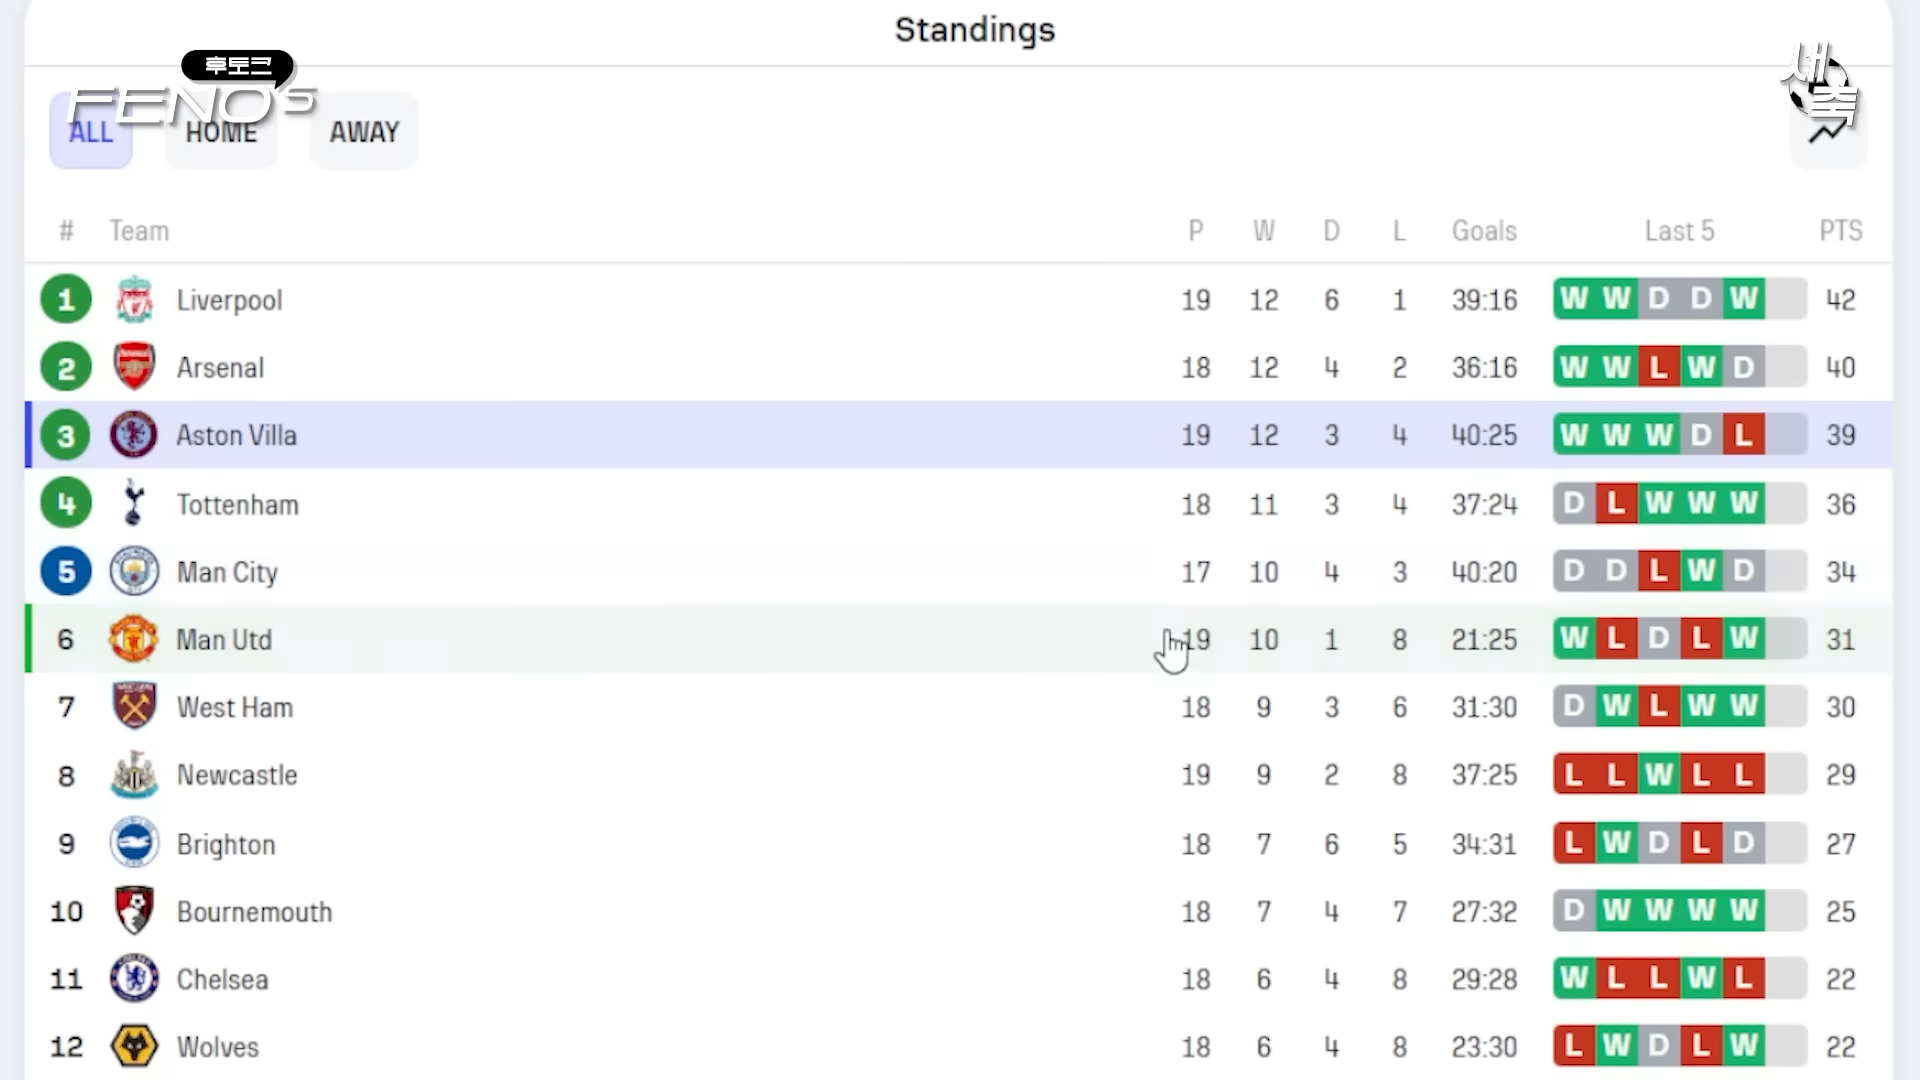 Standings
후토크
FENO'S
세축
ALL HOME AWAY
# Team P W D L Goals Last 5 PTS
1 Liverpool 19 12 6 1 39:16 W W D D W 42
2 Arsenal 18 12 4 2 36:16 W W L W D 40
3 Aston Villa 19 12 3 4 40:25 W W W D L 39
4 Tottenham 18 11 3 4 37:24 D L W W W 36
5 Man City 17 10 4 3 40:20 D D L W D 34
6 Man Utd 19 10 1 8 21:25 W L D L W 31
7 West Ham 18 9 3 6 31:30 D W L W W 30
8 Newcastle 19 9 2 8 37:25 L L W L L 29
9 Brighton 18 7 6 5 34:31 L W D L D 27
10 Bournemouth 18 7 4 7 27:32 D W W W W 25
11 Chelsea 18 6 4 8 29:28 W L L W L 22
12 Wolves 18 6 4 8 23:30 L W D L W 22